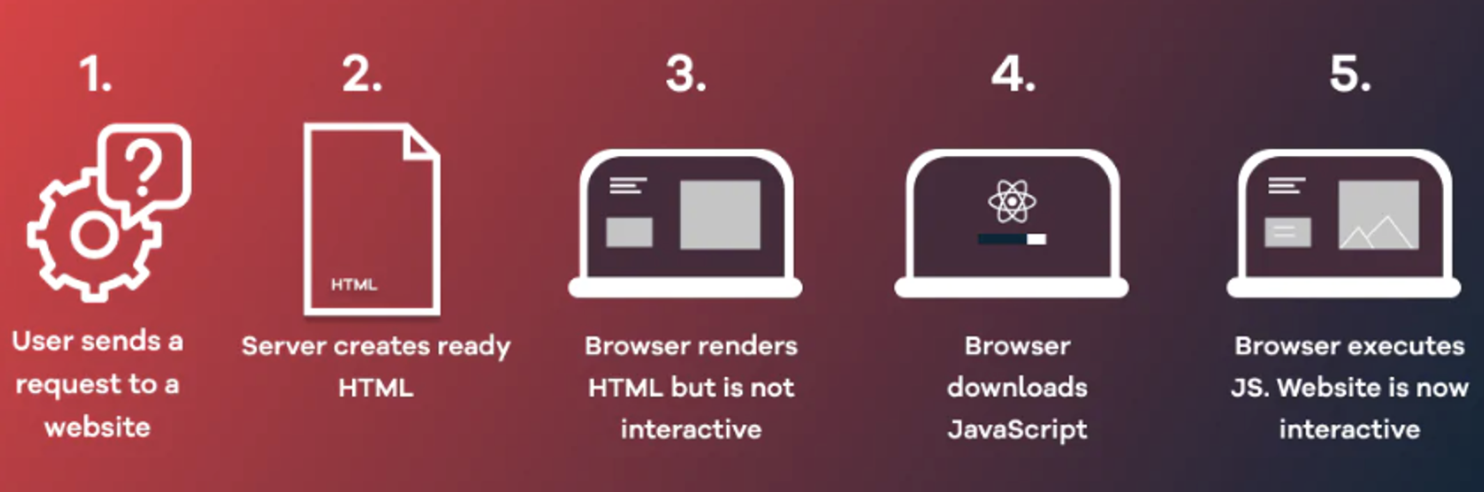 1.
?
User sends a
request to a
website
2.
HTML
Server creates ready
HTML
3.
Browser renders
HTML but is not
interactive
4.
Browser
downloads
JavaScript
5.
Browser executes
JS. Website is now
interactive